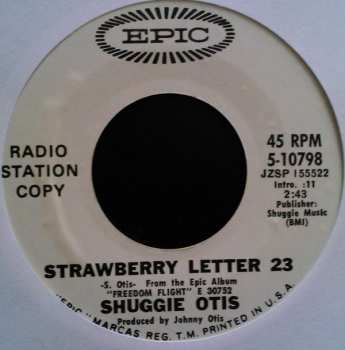 EPIC
RADIO
STATION
COPY
45 RPM
5-10798
JZSP 155522
Intro. :11
2:43
Publisher:
Shuggie Music
(BMI)
STRAWBERRY LETTER 23
-S. Otis- From the Epic Album
"FREEDOM FLIGHT" E 30752
SHUGGIE OTIS
Produced by Johnny Otis
"EPIC" MARCAS REG. T.M. PRINTED IN U.S.A.